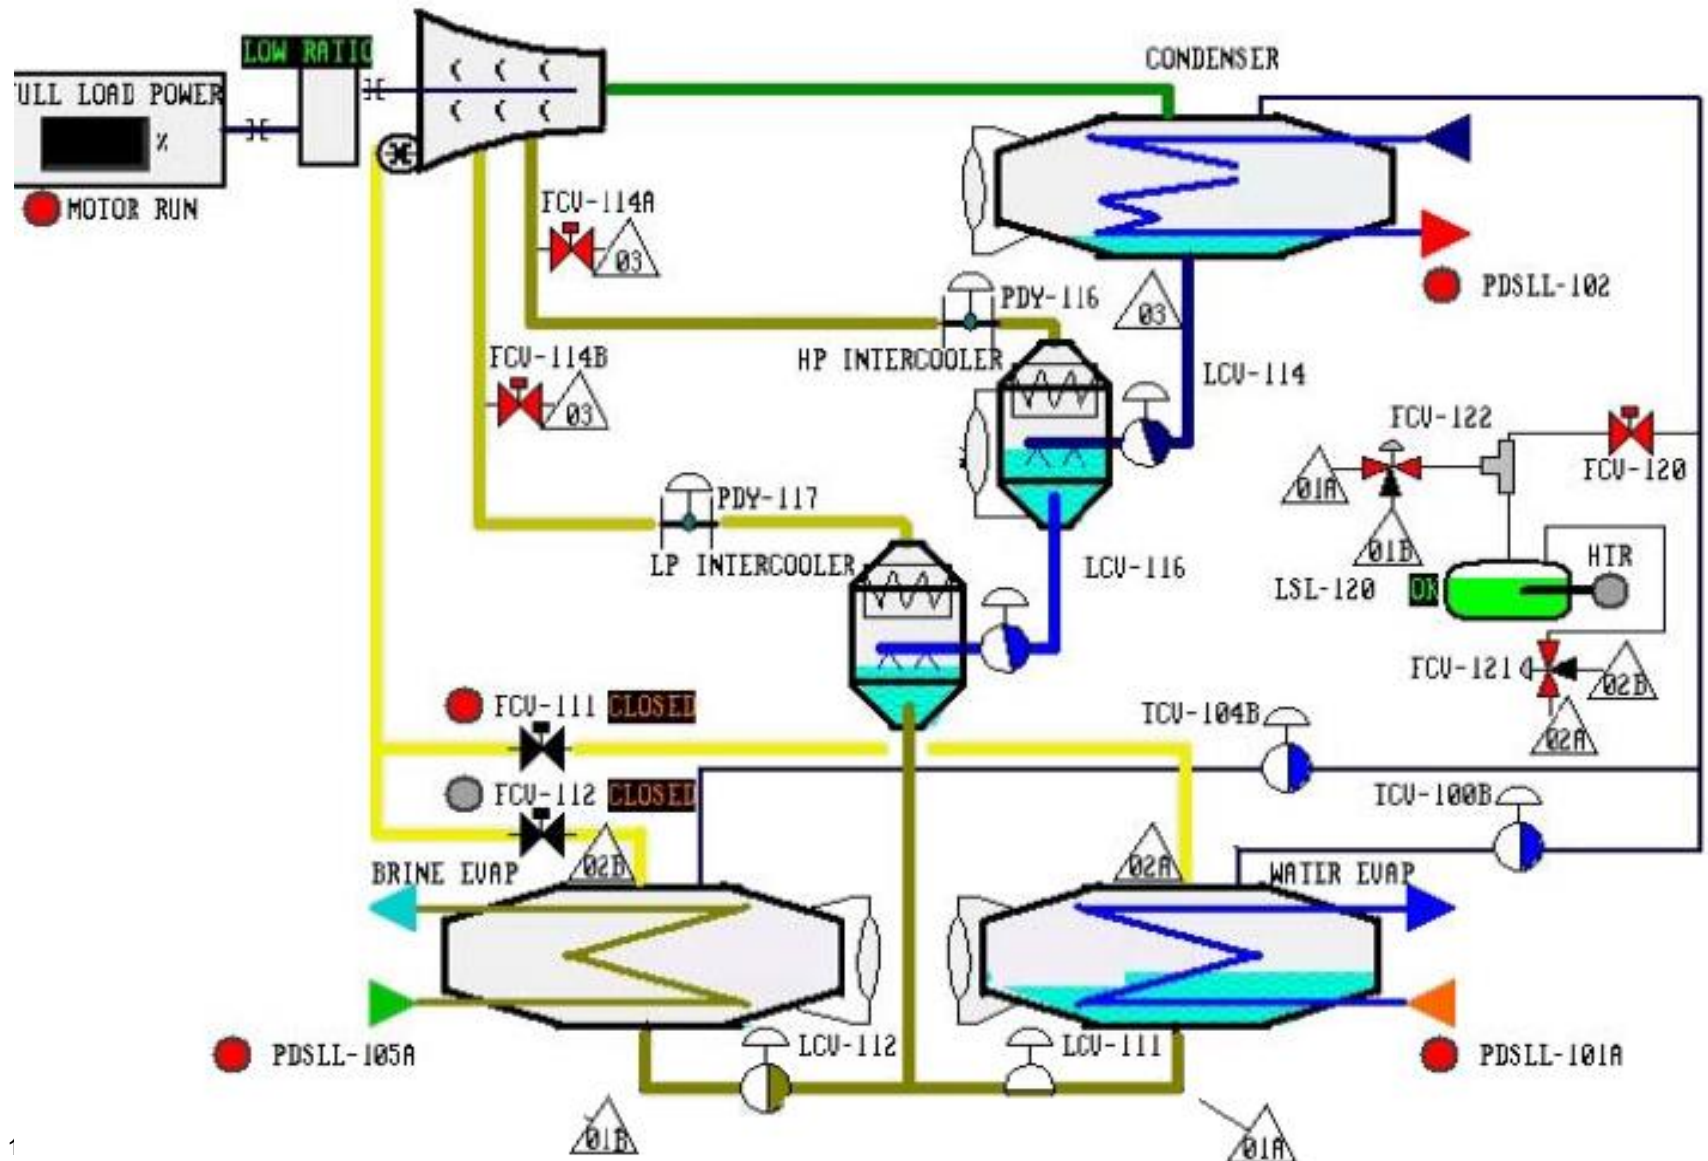 LOW RATIO
CONDENSER
FULL LOAD POWER
%
MOTOR RUN
FCV-114A
03
PDSLL-102
PDY-116
03
HP INTERCOOLER
FCV-114B
03
LCV-114
FCV-122
FCV-120
01A
PDY-117
LP INTERCOOLER
LCV-116
01B
HTR
LSL-120
OK
FCV-121
02B
02A
FCV-111 CLOSED
TCV-104B
FCV-112 CLOSED
TCV-100B
02B
02A
BRINE EVAP
WATER EVAP
LCV-112
LCV-111
PDSLL-105A
PDSLL-101A
01B
01A
1